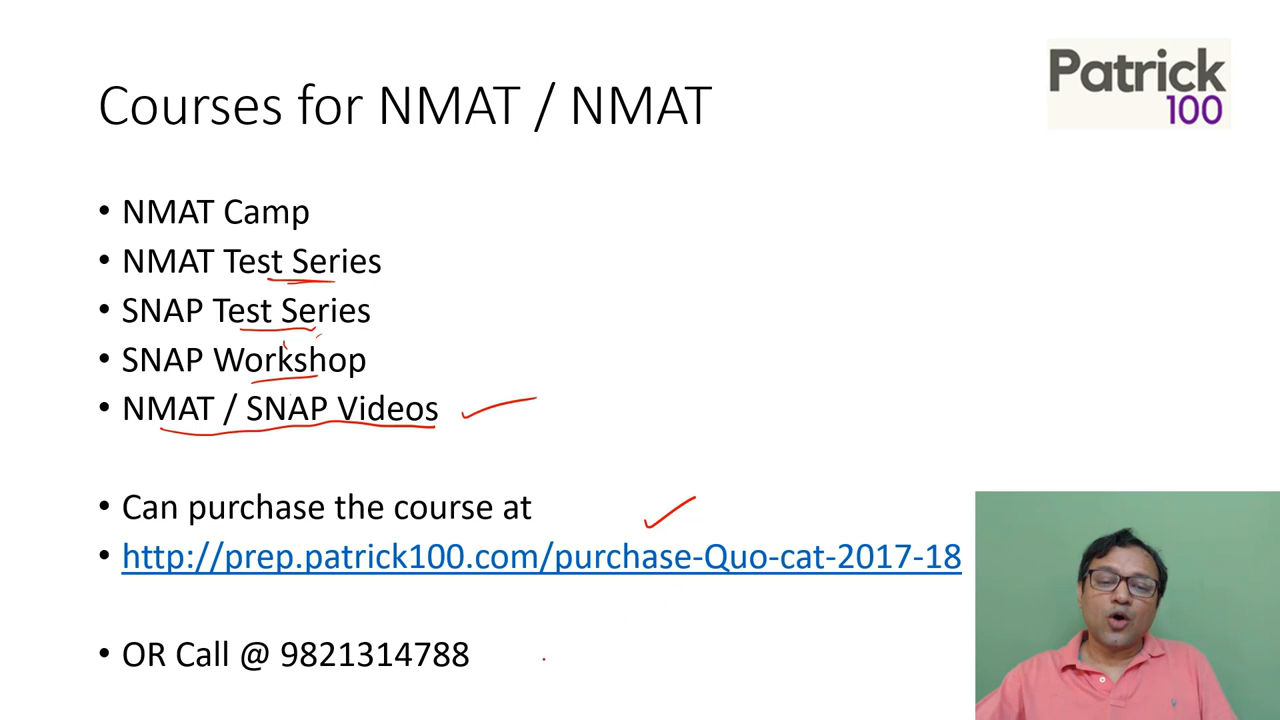 Courses for NMAT / NMAT
Patrick
100
• NMAT Camp
• NMAT Test Series
• SNAP Test Series
• SNAP Workshop
• NMAT / SNAP Videos
• Can purchase the course at
• http://prep.patrick100.com/purchase-Quo-cat-2017-18
• OR Call @ 9821314788